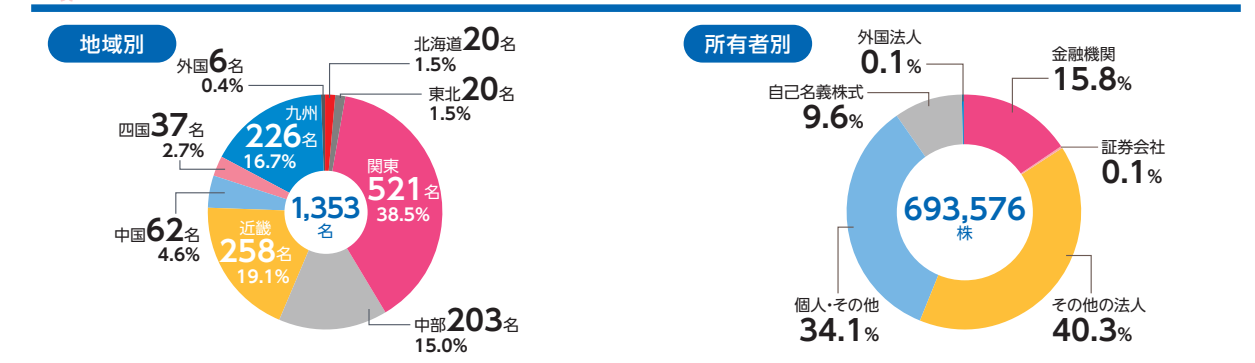 地域別
北海道20名
1.5%
東北20名
1.5%
関東
521名
38.5%
中部203名
15.0%
近畿
258名
19.1%
中国62名
4.6%
四国37名
2.7%
九州
226名
16.7%
外国6名
0.4%
1,353
名
所有者別
金融機関
15.8%
証券会社
0.1%
その他の法人
40.3%
個人・その他
34.1%
自己名義株式
9.6%
外国法人
0.1%
693,576
株